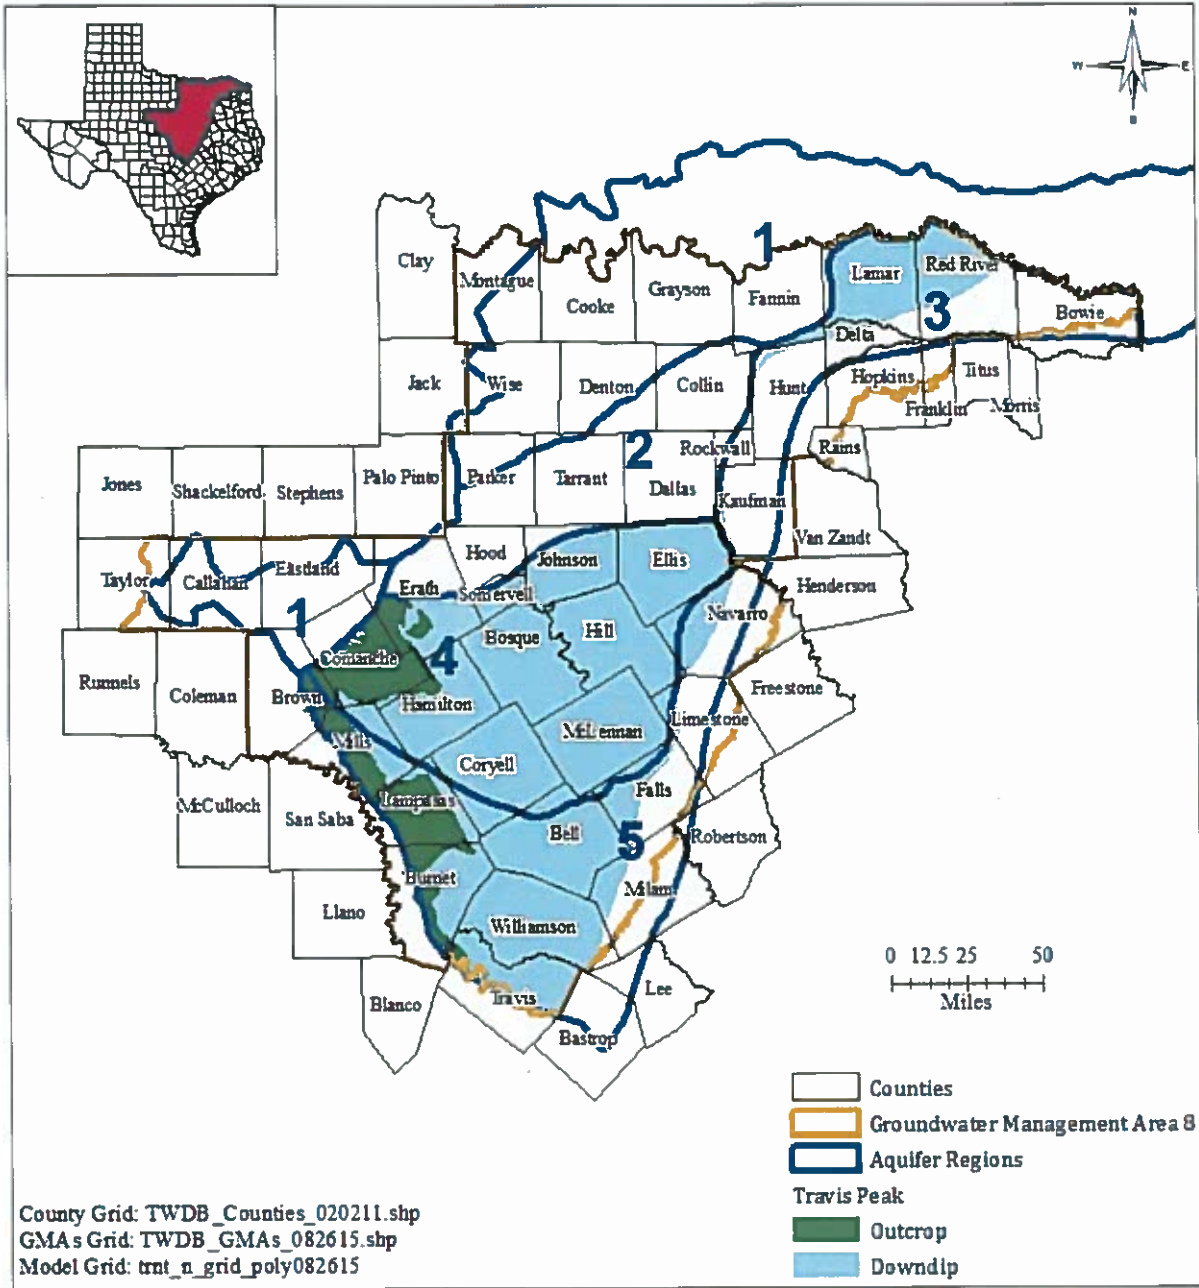 N
W E
S
1
Clay
Montague
Cooke
Grayson
Fannin
Lamar
Red River
Bowie
3
Delta
Jack
Wise
Denton
Collin
Hunt
Hopkins
Titus
Franklin
Morris
2
Rockwall
Rains
Jones
Shackelford
Stephens
Palo Pinto
Parker
Tarrant
Dallas
Kaufman
Van Zandt
Taylor
Callahan
Eastland
Hood
Johnson
Ellis
Erath
Somervell
Henderson
1
Navarro
Bosque
Hill
4
Comanche
Runnels
Coleman
Brown
Hamilton
Freestone
Limestone
Mills
McLennan
Coryell
Falls
McCulloch
San Saba
Lampasas
Bell
5
Robertson
Burnet
Milam
Llano
Williamson
Blanco
Travis
Lee
Bastrop
0 12.5 25 50
Miles
Counties
Groundwater Management Area 8
Aquifer Regions
Travis Peak
Outcrop
Downdip
County Grid: TWDB_Counties_020211.shp
GMAs Grid: TWDB_GMAs_082615.shp
Model Grid: trnt_n_grid_poly082615